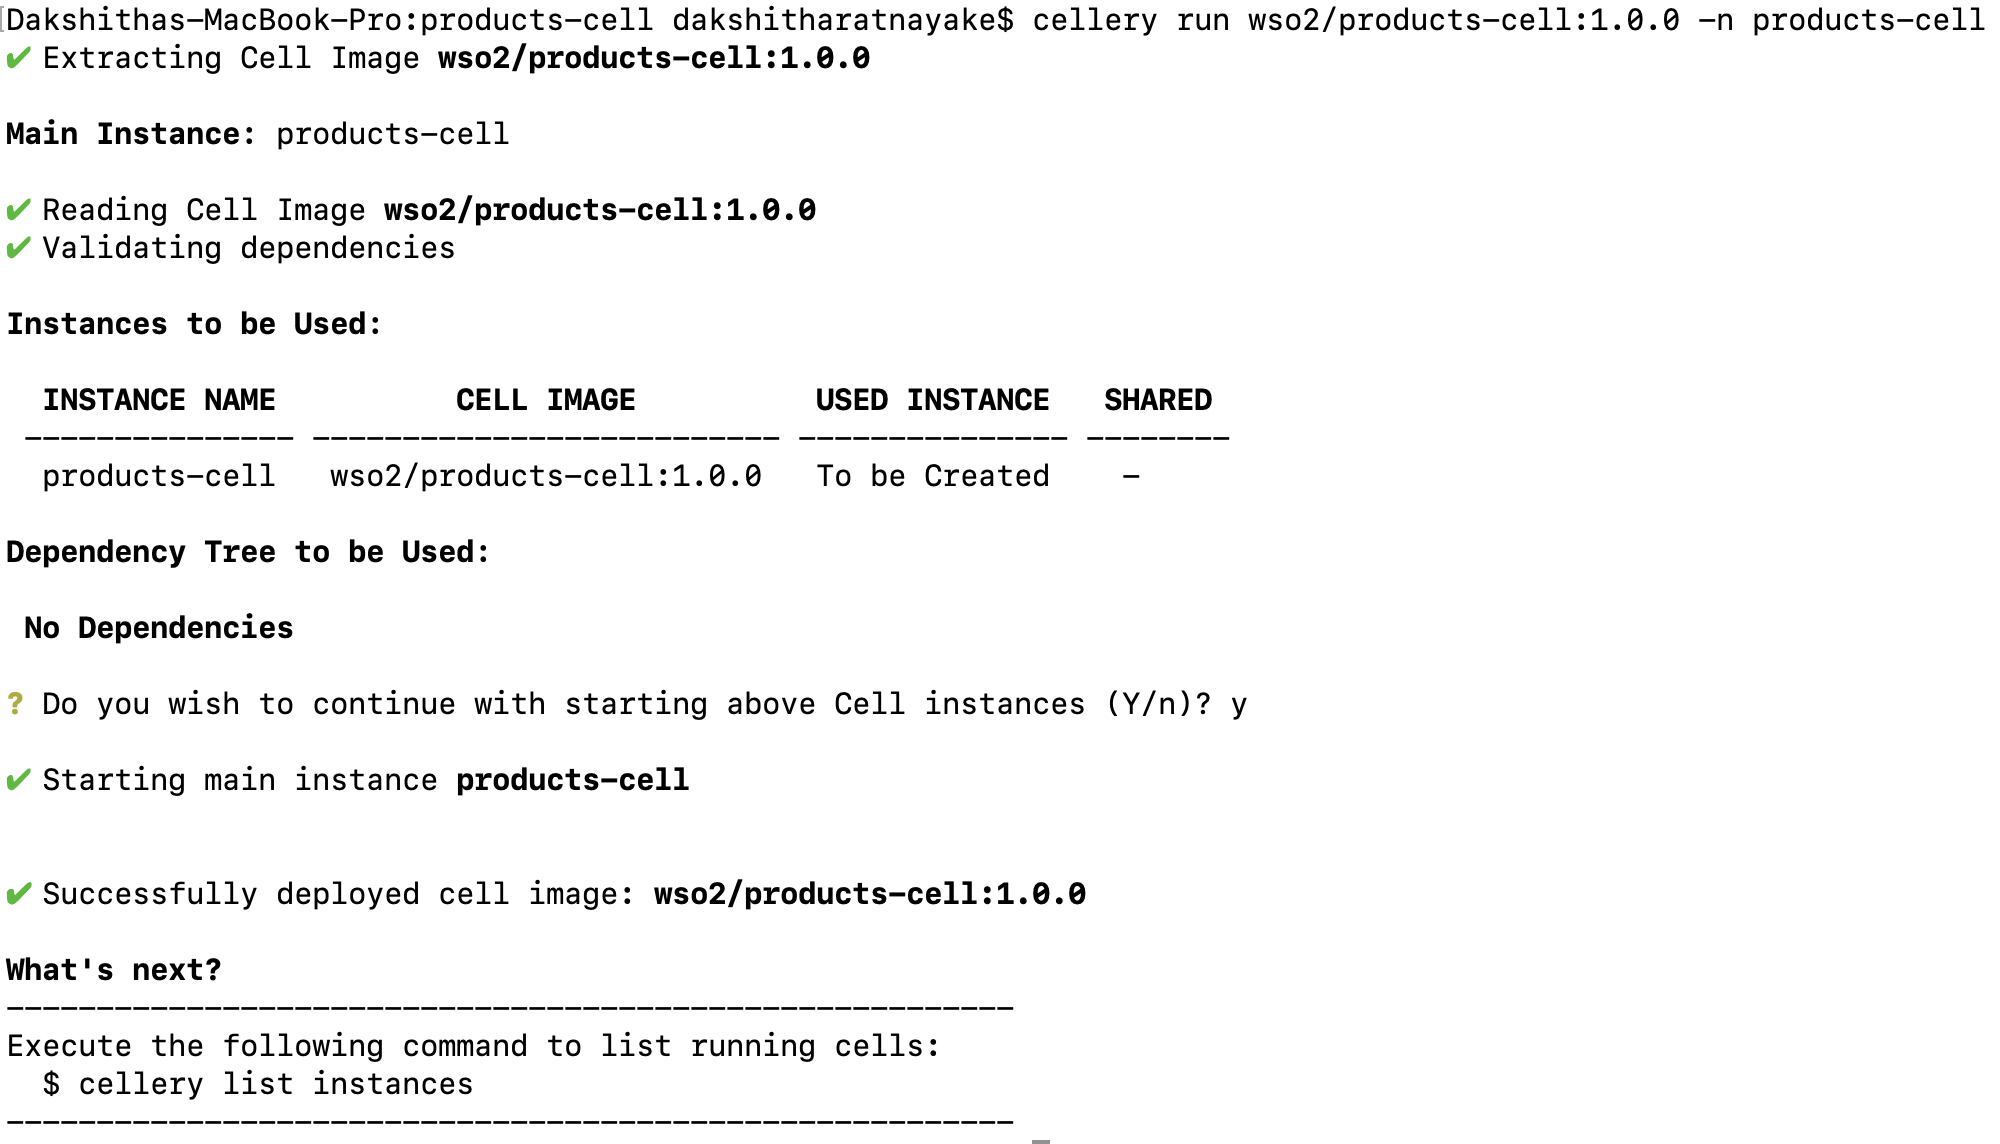 [Dakshithas-MacBook-Pro:products-cell dakshitharatnayake$ cellery run wso2/products-cell:1.0.0 -n products-cell
✔ Extracting Cell Image wso2/products-cell:1.0.0
Main Instance: products-cell
✔ Reading Cell Image wso2/products-cell:1.0.0
✔ Validating dependencies
Instances to be Used:
INSTANCE NAME CELL IMAGE USED INSTANCE SHARED
--------------- -------------------------- --------------- --------
products-cell wso2/products-cell:1.0.0 To be Created -
Dependency Tree to be Used:
No Dependencies
? Do you wish to continue with starting above Cell instances (Y/n)? y
✔ Starting main instance products-cell
✔ Successfully deployed cell image: wso2/products-cell:1.0.0
What's next?
--------------------------------------------------------
Execute the following command to list running cells:
$ cellery list instances
--------------------------------------------------------